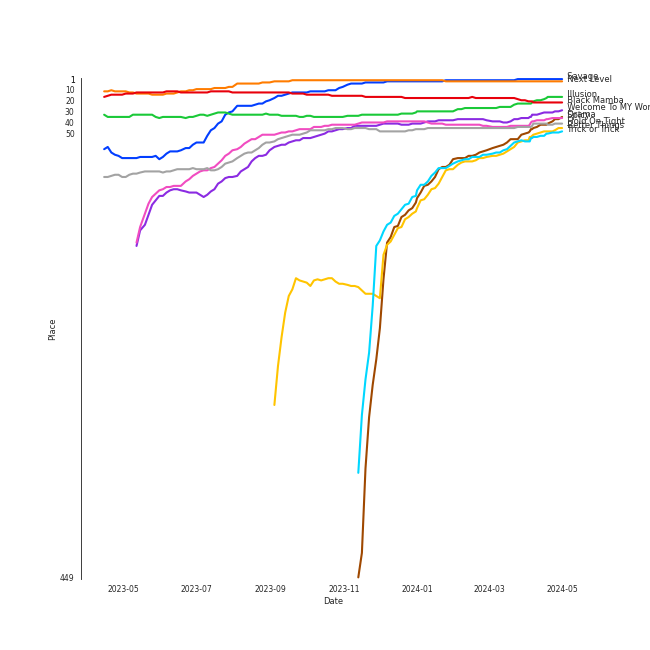 Savage
1
Next Level
10
Illusion
20
Black Mamba
Welcome To MY Wor
30
Drama
40
Hold On Tight
Better Things
50
Trick or Trick
Place
449
2023-05
2023-07
2023-09
2023-11
2024-01
2024-03
2024-05
Date